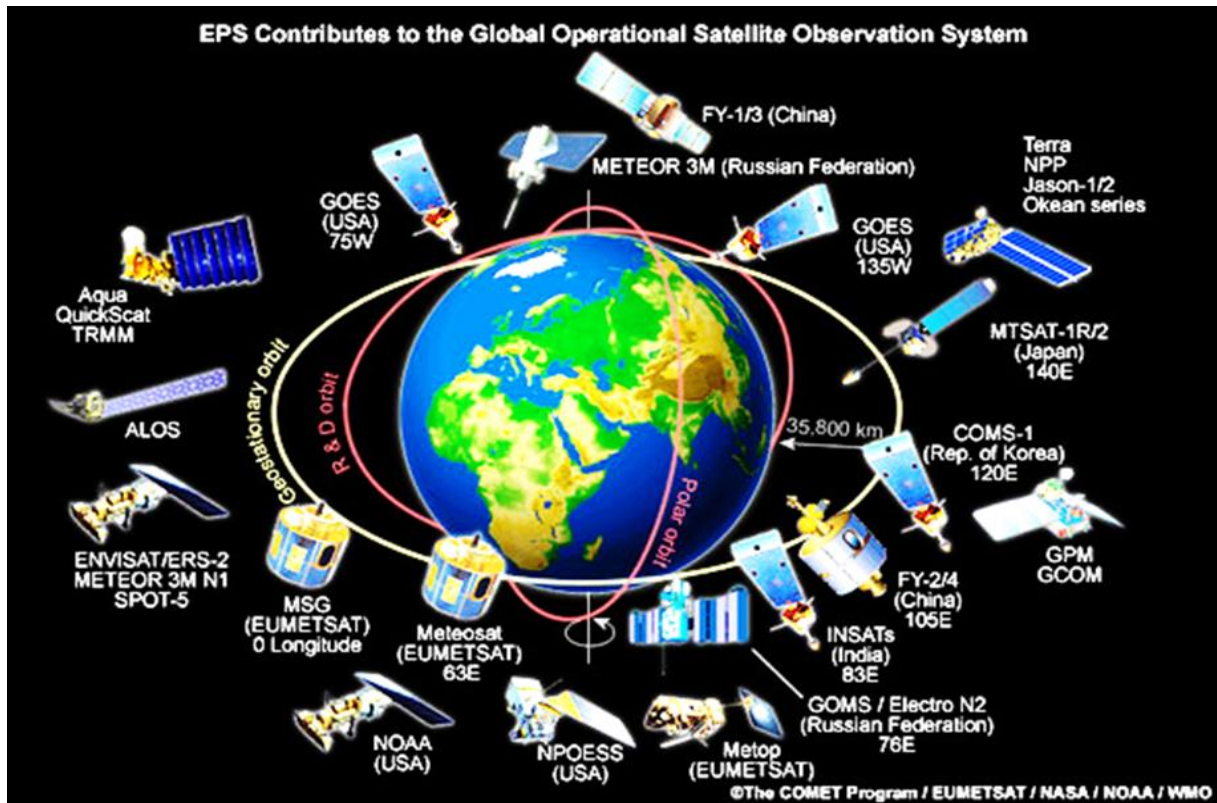 EPS Contributes to the Global Operational Satellite Observation System
FY-1/3 (China)
METEOR 3M (Russian Federation)
GOES
(USA)
75W
GOES
(USA)
135W
Terra
NPP
Jason-1/2
Okean series
Aqua
QuickScat
TRMM
MTSAT-1R/2
(Japan)
140E
ALOS
Geostationary orbit
R & D orbit
Polar orbit
35,800 km
COMS-1
(Rep. of Korea)
120E
GPM
GCOM
ENVISAT/ERS-2
METEOR 3M N1
SPOT-5
MSG
(EUMETSAT)
0 Longitude
Meteosat
(EUMETSAT)
63E
FY-2/4
(China)
105E
INSATs
(India)
83E
GOMS / Electro N2
(Russian Federation)
76E
NOAA
(USA)
NPOESS
(USA)
Metop
(EUMETSAT)
©The COMET Program / EUMETSAT / NASA / NOAA / WMO